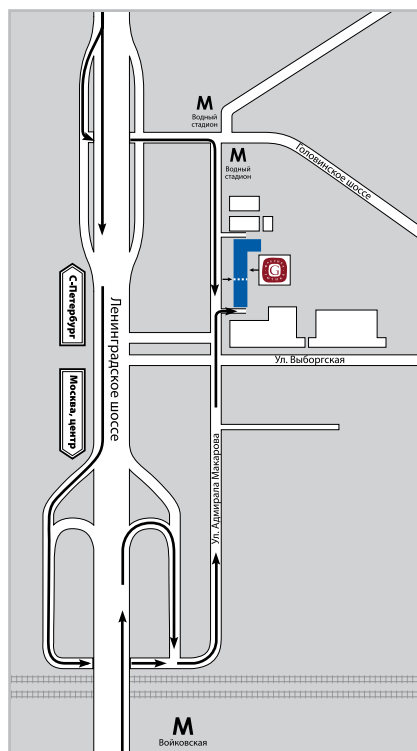 М
Водный
стадион
М
Водный
стадион
Головинское шоссе
G
С-Петербург
Ленинградское шоссе
Ул. Выборгская
Москва, центр
Ул. Адмирала Макарова
М
Войковская